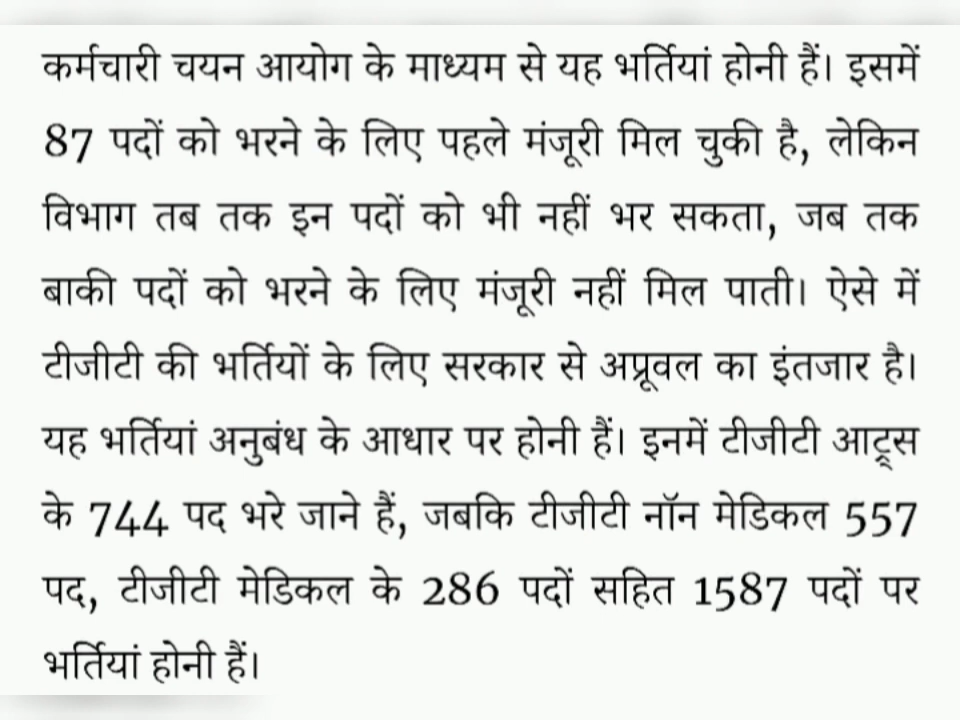 कर्मचारी चयन आयोग के माध्यम से यह भर्तियां होनी हैं। इसमें
87 पदों को भरने के लिए पहले मंजूरी मिल चुकी है, लेकिन
विभाग तब तक इन पदों को भी नहीं भर सकता, जब तक
बाकी पदों को भरने के लिए मंजूरी नहीं मिल पाती। ऐसे में
टीजीटी की भर्तियों के लिए सरकार से अप्रूवल का इंतजार है।
यह भर्तियां अनुबंध के आधार पर होनी हैं। इनमें टीजीटी आट्र्स
के 744 पद भरे जाने हैं, जबकि टीजीटी नॉन मेडिकल 557
पद, टीजीटी मेडिकल के 286 पदों सहित 1587 पदों पर
भर्तियां होनी हैं।